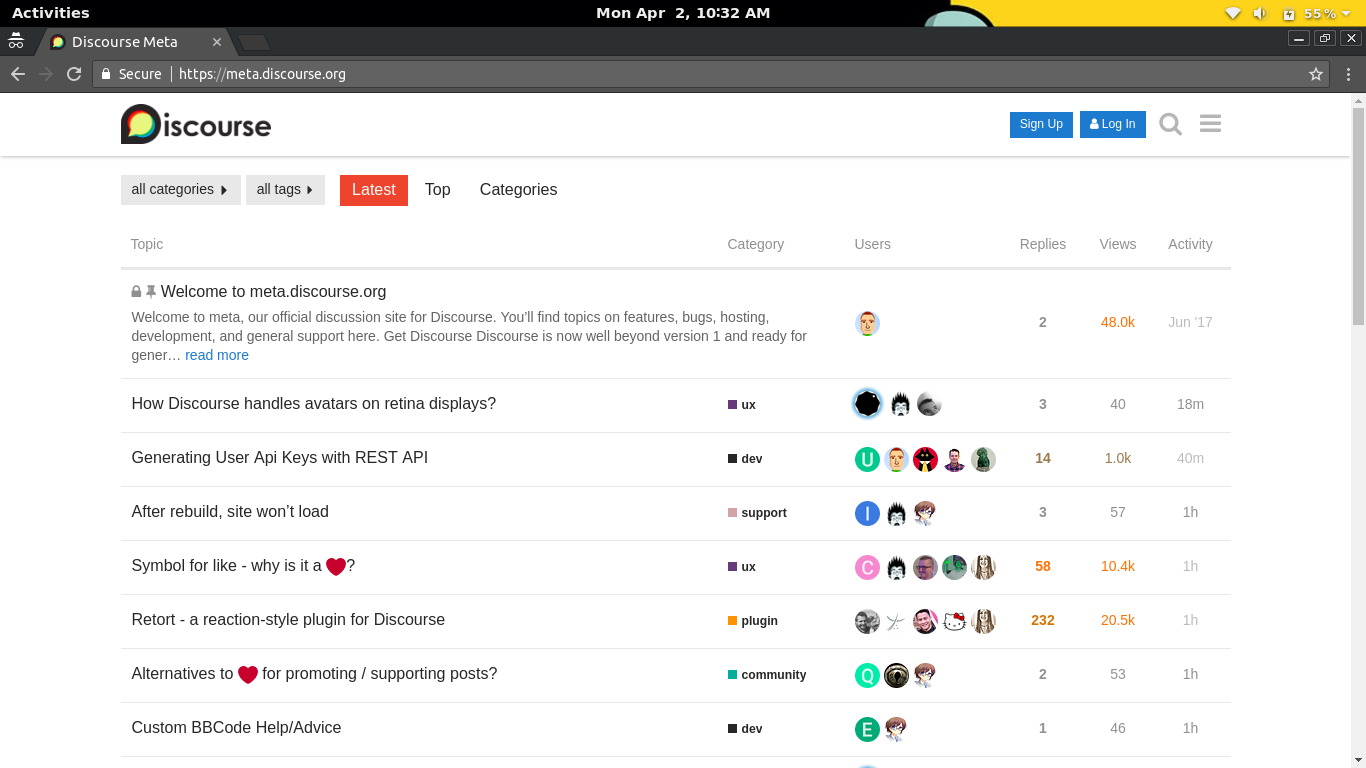 Activities Mon Apr 2, 10:32 AM 55 %
Discourse Meta
Secure https://meta.discourse.org
Discourse Sign Up Log In
all categories all tags Latest Top Categories
Topic Category Users Replies Views Activity
Welcome to meta.discourse.org
Welcome to meta, our official discussion site for Discourse. You’ll find topics on features, bugs, hosting,
development, and general support here. Get Discourse Discourse is now well beyond version 1 and ready for
gener… read more
2 48.0k Jun '17
How Discourse handles avatars on retina displays? ux 3 40 18m
Generating User Api Keys with REST API dev U 14 1.0k 40m
After rebuild, site won’t load support I 3 57 1h
Symbol for like - why is it a ❤? ux C 58 10.4k 1h
Retort - a reaction-style plugin for Discourse plugin 232 20.5k 1h
Alternatives to ❤ for promoting / supporting posts? community Q 2 53 1h
Custom BBCode Help/Advice dev E 1 46 1h